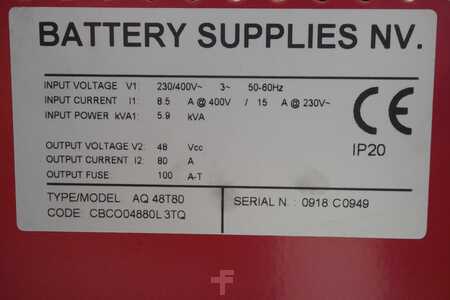 BATTERY SUPPLIES NV.
INPUT VOLTAGE V1: 230/400V~ 3~ 50-60Hz
INPUT CURRENT I1: 8.5 A @ 400V / 15 A @ 230V~
INPUT POWER kVA1: 5.9 kVA
CE
IP20
OUTPUT VOLTAGE V2: 48 Vcc
OUTPUT CURRENT I2: 80 A
OUTPUT FUSE: 100 A-T
TYPE/MODEL: AQ 48T80
CODE: CBCO04880L3TQ
SERIAL N.: 0918 C0949